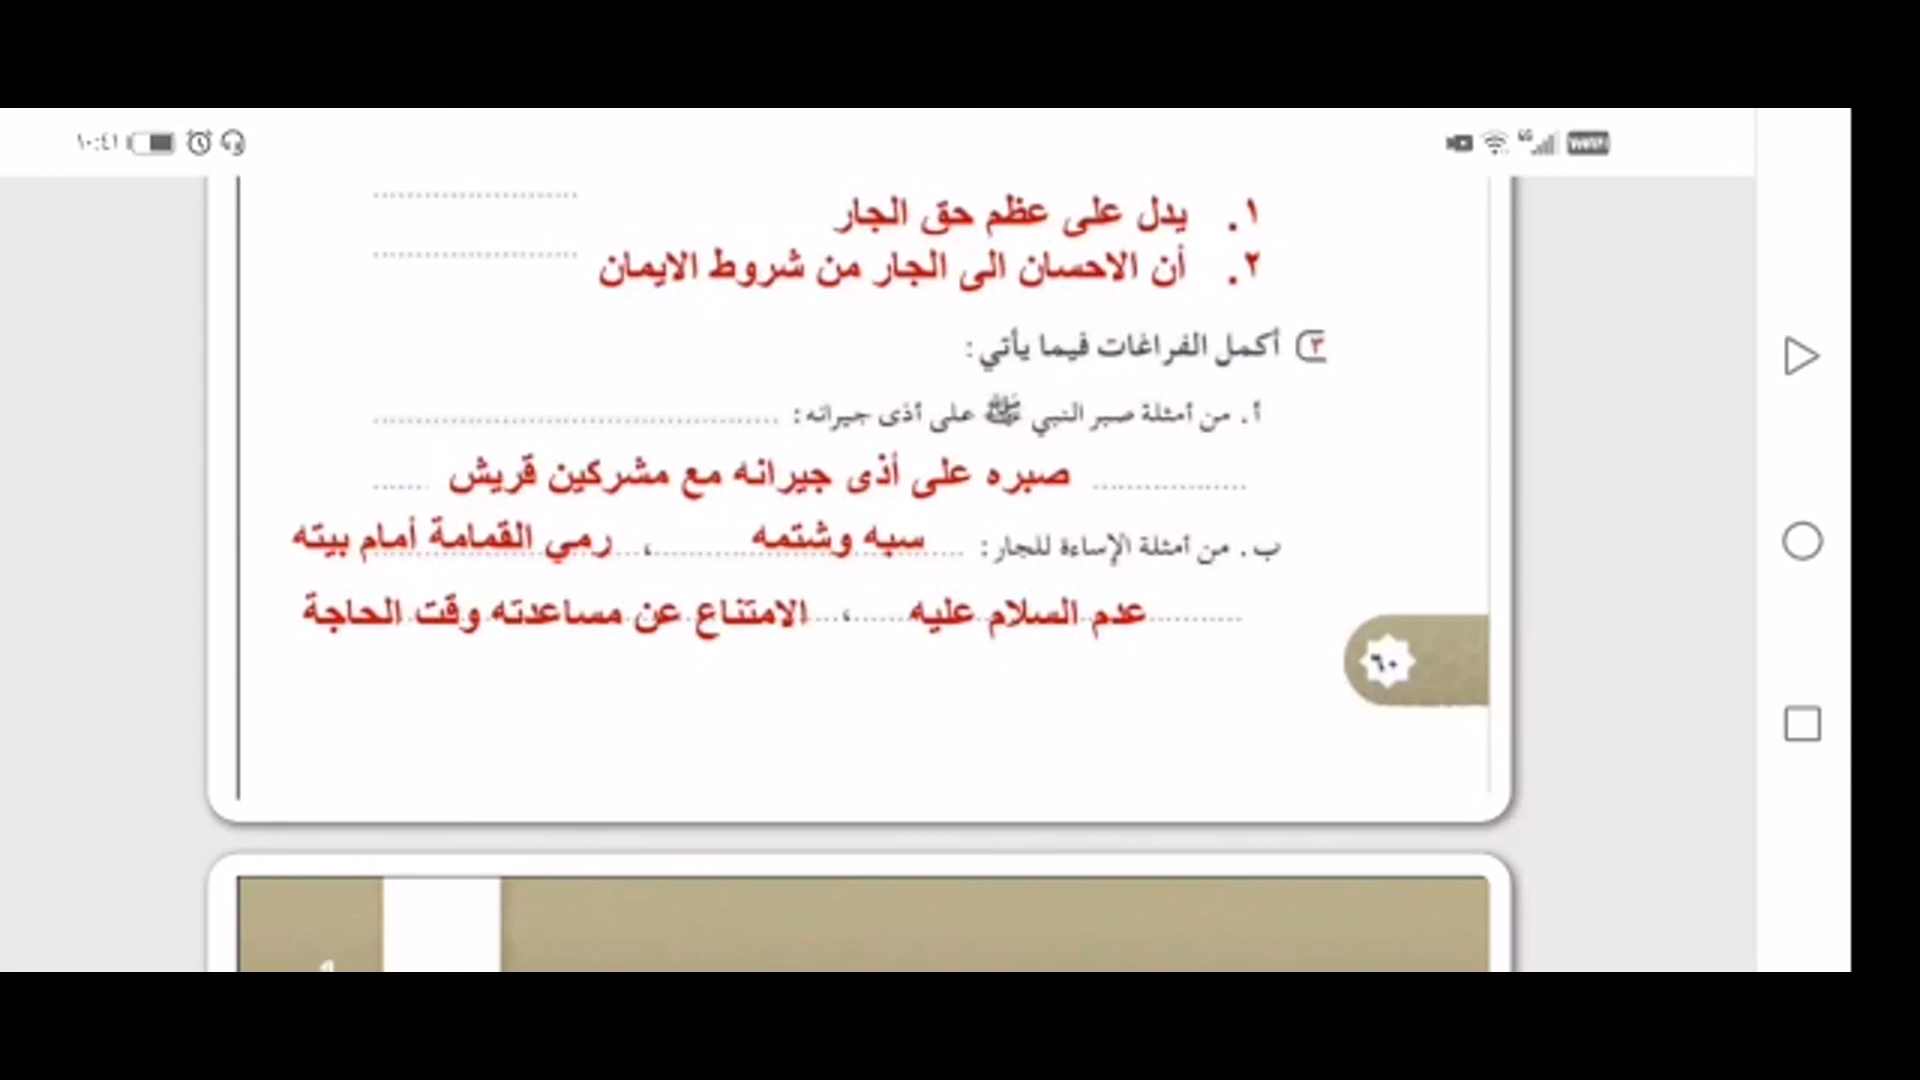 ١٠:٤١
١. يدل على عظم حق الجار
٢. أن الاحسان الى الجار من شروط الايمان
٣ أكمل الفراغات فيما يأتي:
أ. من أمثلة صبر النبي ﷺ على أذى جيرانه:
صبره على أذى جيرانه مع مشركين قريش
ب. من أمثلة الإساءة للجار: سبه وشتمه ، رمي القمامة أمام بيته
عدم السلام عليه ، الامتناع عن مساعدته وقت الحاجة
٦٠